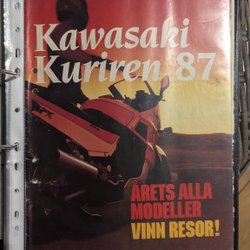 Kawasaki
Kuriren 87
ÅRETS ALLA
MODELLER
VINN RESOR!